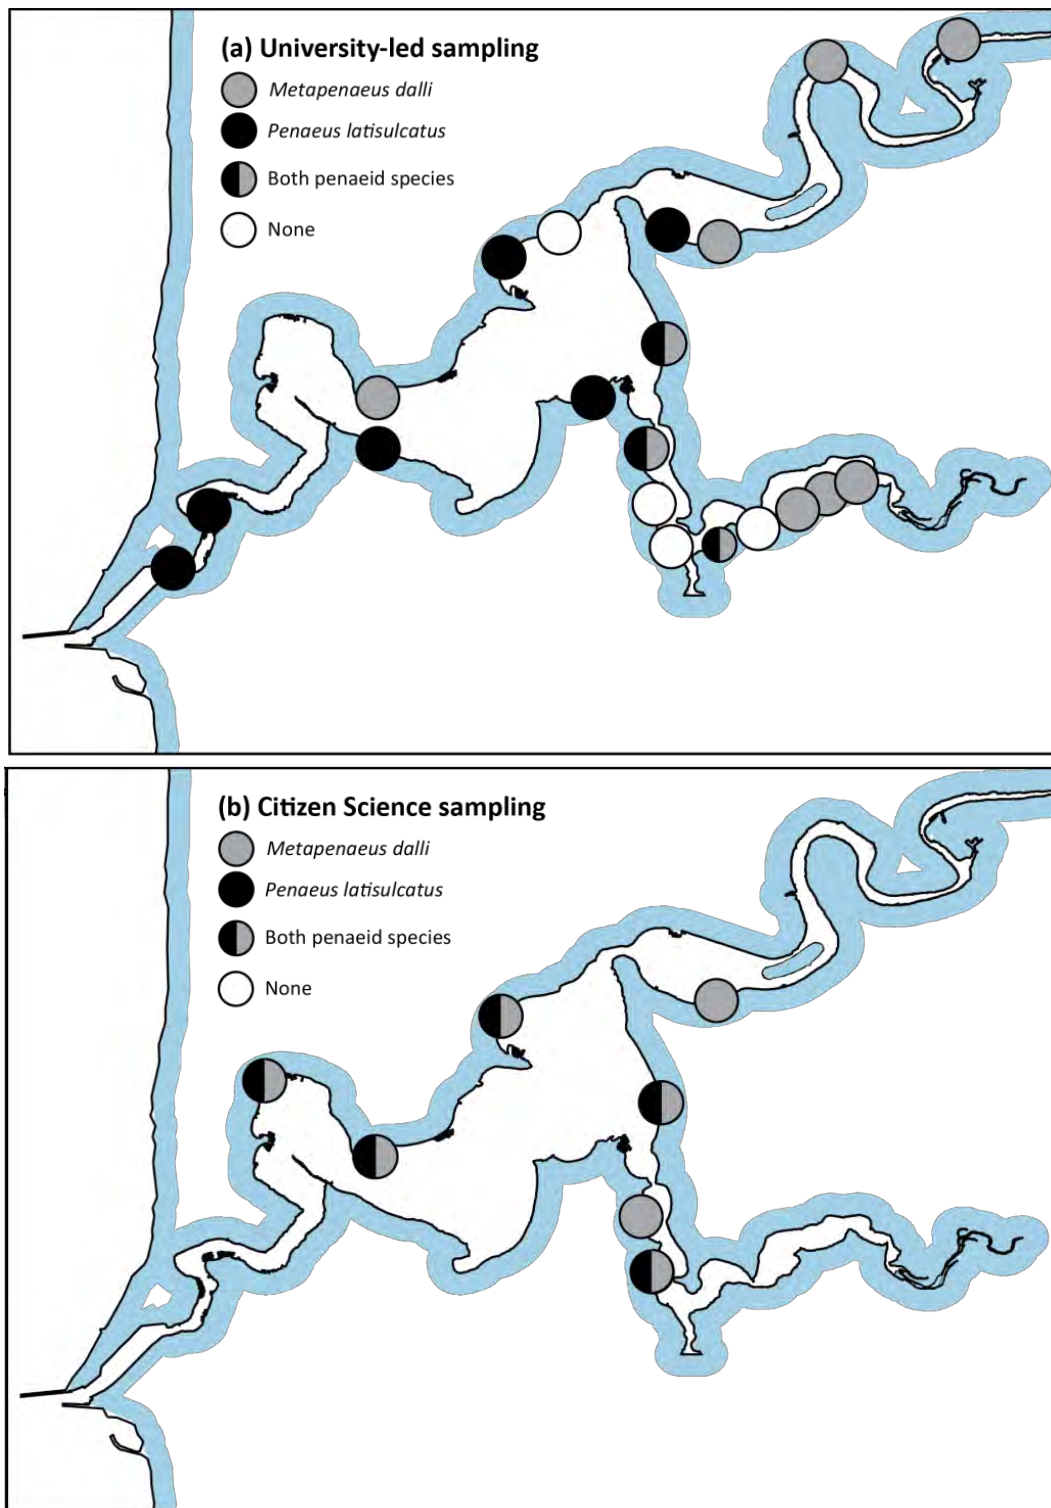 (a) University-led sampling
Metapenaeus dalli
Penaeus latisulcatus
Both penaeid species
None
(b) Citizen Science sampling
Metapenaeus dalli
Penaeus latisulcatus
Both penaeid species
None